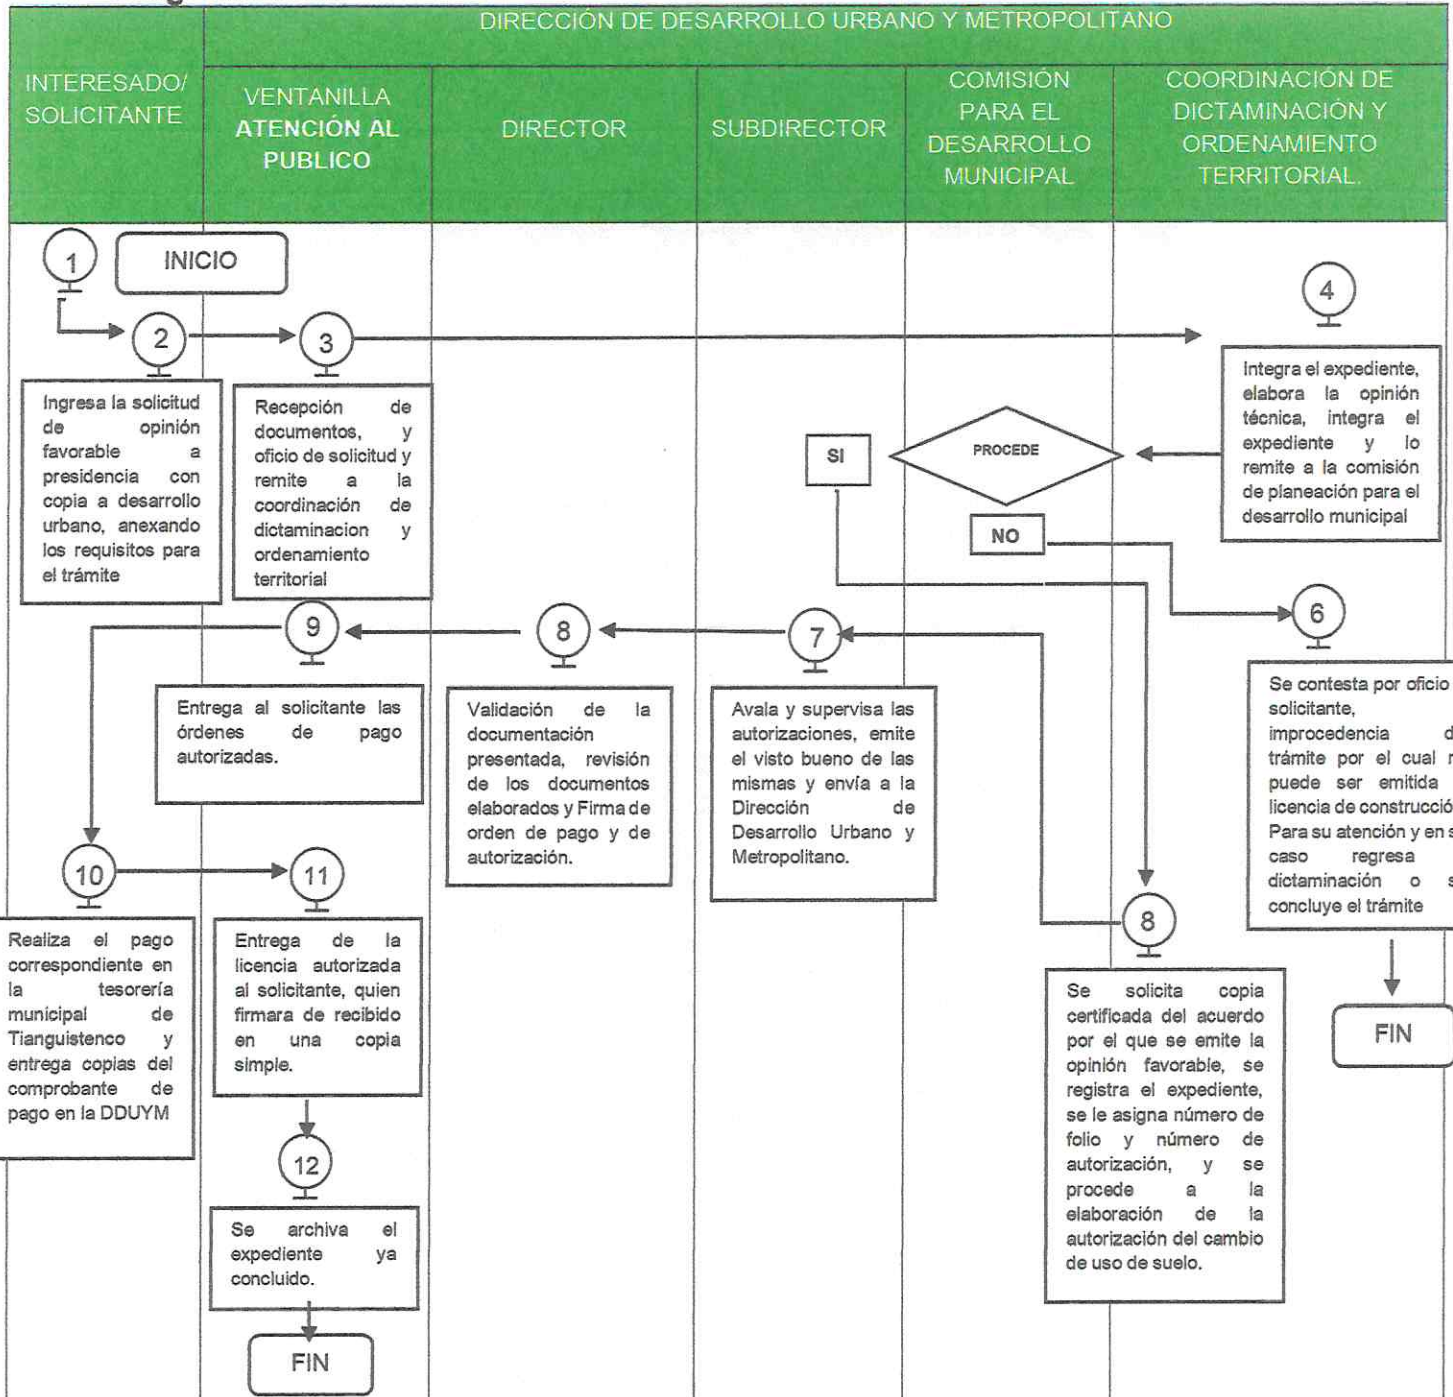 DIRECCIÓN DE DESARROLLO URBANO Y METROPOLITANO
INTERESADO/
SOLICITANTE
VENTANILLA
ATENCIÓN AL
PUBLICO
DIRECTOR
SUBDIRECTOR
COMISIÓN
PARA EL
DESARROLLO
MUNICIPAL
COORDINACIÓN DE
DICTAMINACIÓN Y
ORDENAMIENTO
TERRITORIAL.
1
INICIO
2
Ingresa la solicitud
de opinión
favorable a
presidencia con
copia a desarrollo
urbano, anexando
los requisitos para
el trámite
3
Recepción de
documentos, y
oficio de solicitud y
remite a la
coordinación de
dictaminacion y
ordenamiento
territorial
4
Integra el expediente,
elabora la opinión
técnica, integra el
expediente y lo
remite a la comisión
de planeación para el
desarrollo municipal
PROCEDE
SI
NO
6
Se contesta por oficio
solicitante,
improcedencia d
trámite por el cual
puede ser emitida
licencia de construcció
Para su atención y en s
caso regresa
dictaminación o s
concluye el trámite
FIN
8
Se solicita copia
certificada del acuerdo
por el que se emite la
opinión favorable, se
registra el expediente,
se le asigna número de
folio y número de
autorización, y se
procede a la
elaboración de la
autorización del cambio
de uso de suelo.
7
Avala y supervisa las
autorizaciones, emite
el visto bueno de las
mismas y envía a la
Dirección de
Desarrollo Urbano y
Metropolitano.
8
Validación de la
documentación
presentada, revisión
de los documentos
elaborados y Firma de
orden de pago y de
autorización.
9
Entrega al solicitante las
órdenes de pago
autorizadas.
10
Realiza el pago
correspondiente en
la tesorería
municipal de
Tianguistenco y
entrega copias del
comprobante de
pago en la DDUYM
11
Entrega de la
licencia autorizada
al solicitante, quien
firmara de recibido
en una copia
simple.
12
Se archiva el
expediente ya
concluido.
FIN